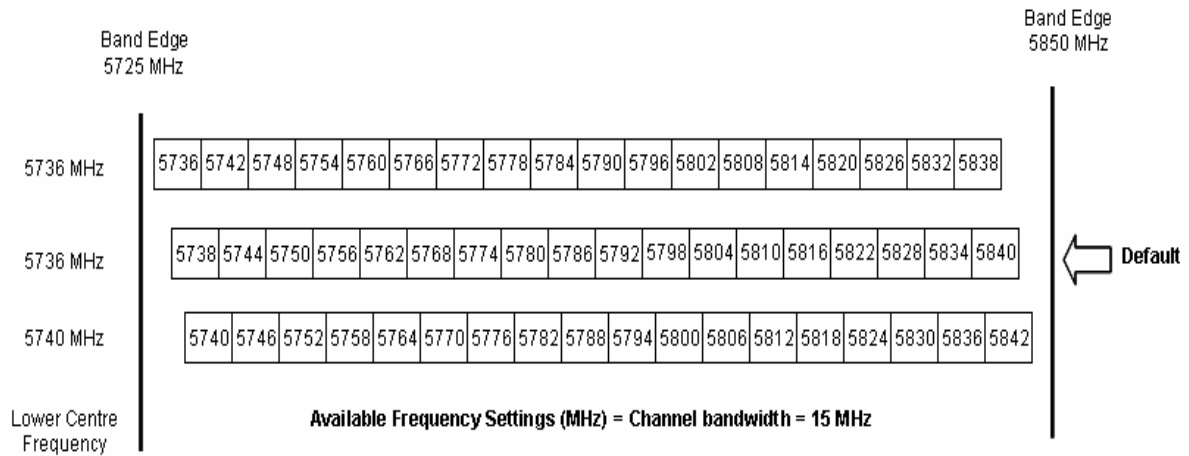 Band Edge
5725 MHz
Band Edge
5850 MHz
5736 MHz
5736 5742 5748 5754 5760 5766 5772 5778 5784 5790 5796 5802 5808 5814 5820 5826 5832 5838
5736 MHz
5738 5744 5750 5756 5762 5768 5774 5780 5786 5792 5798 5804 5810 5816 5822 5828 5834 5840
Default
5740 MHz
5740 5746 5752 5758 5764 5770 5776 5782 5788 5794 5800 5806 5812 5818 5824 5830 5836 5842
Lower Centre
Frequency
Available Frequency Settings (MHz) = Channel bandwidth = 15 MHz